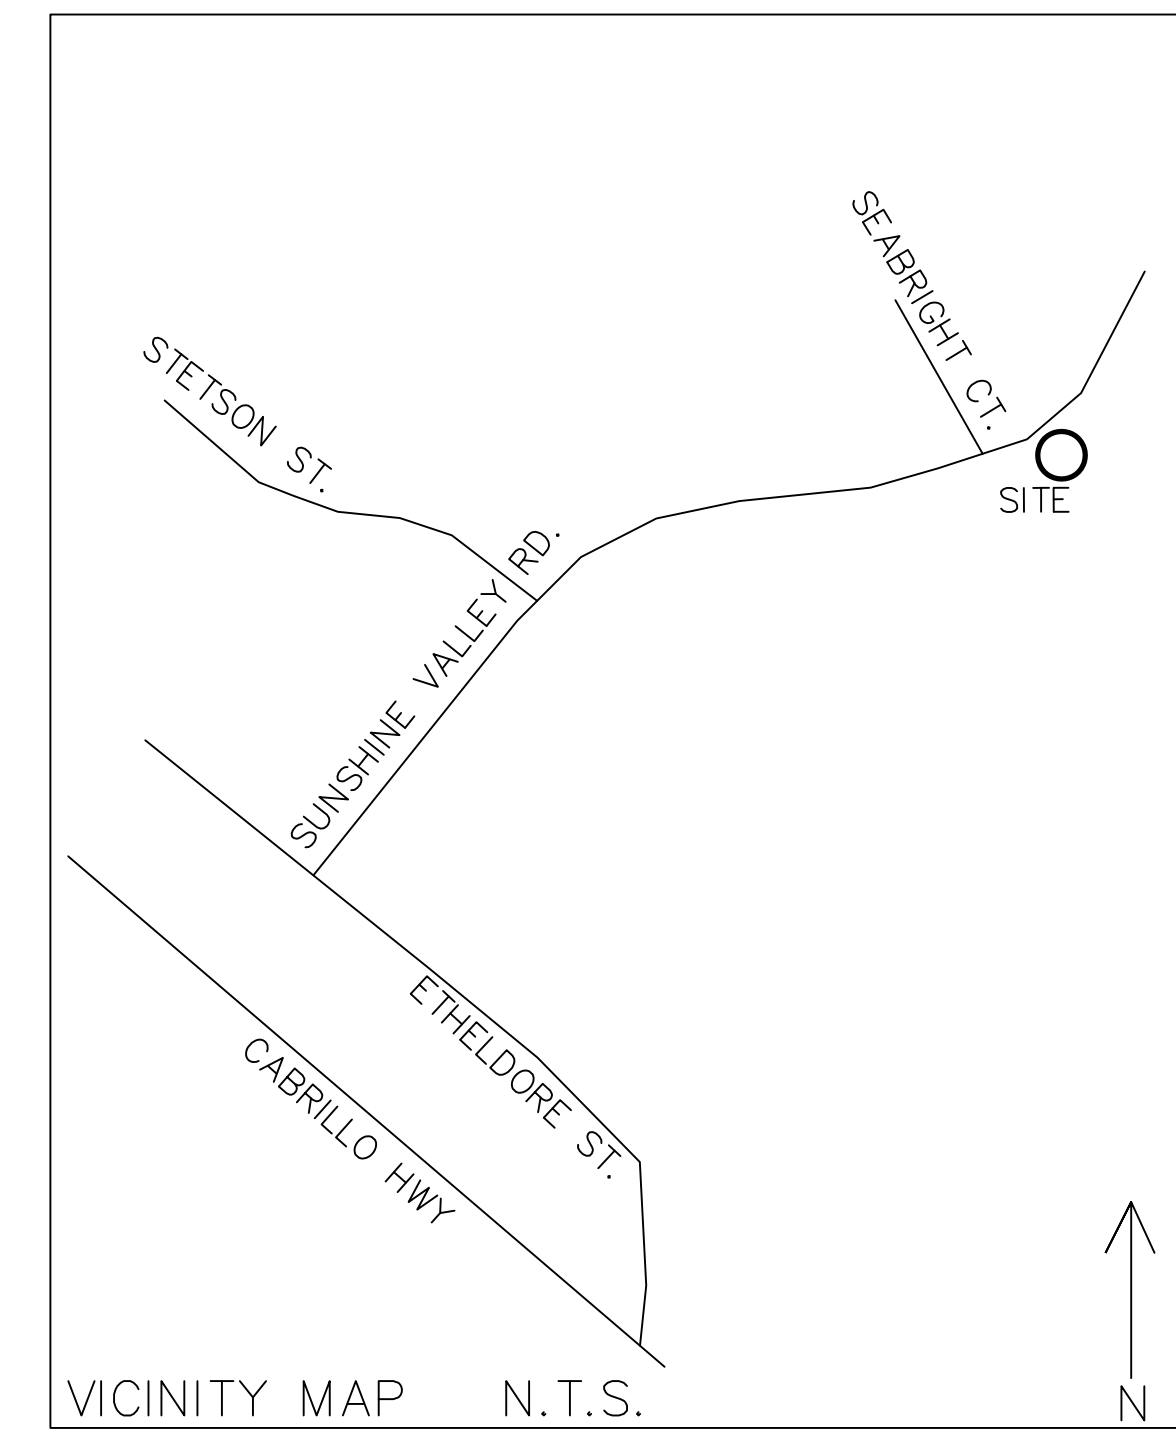 SEABRIGHT CT.
STETSON ST.
SITE
SUNSHINE VALLEY RD.
ETHELDORE ST.
CABRILLO HWY
VICINITY MAP N.T.S.
N